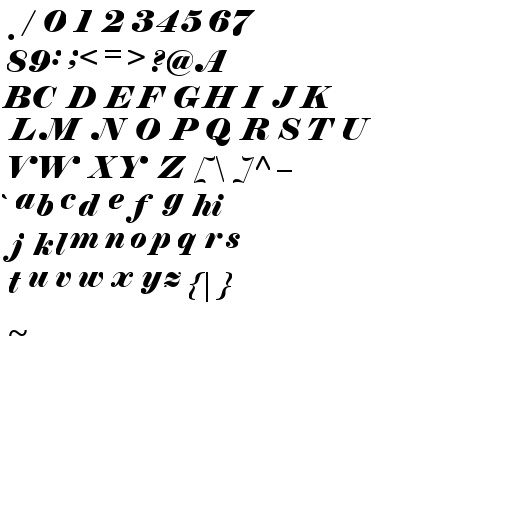 . / 0 1 2 3 4 5 6 7
8 9 : ; < = > ? @ A
B C D E F G H I J K
L M N O P Q R S T U
V W X Y Z [ \ ] ^ _
` a b c d e f g h i
j k l m n o p q r s
t u v w x y z { | }
~